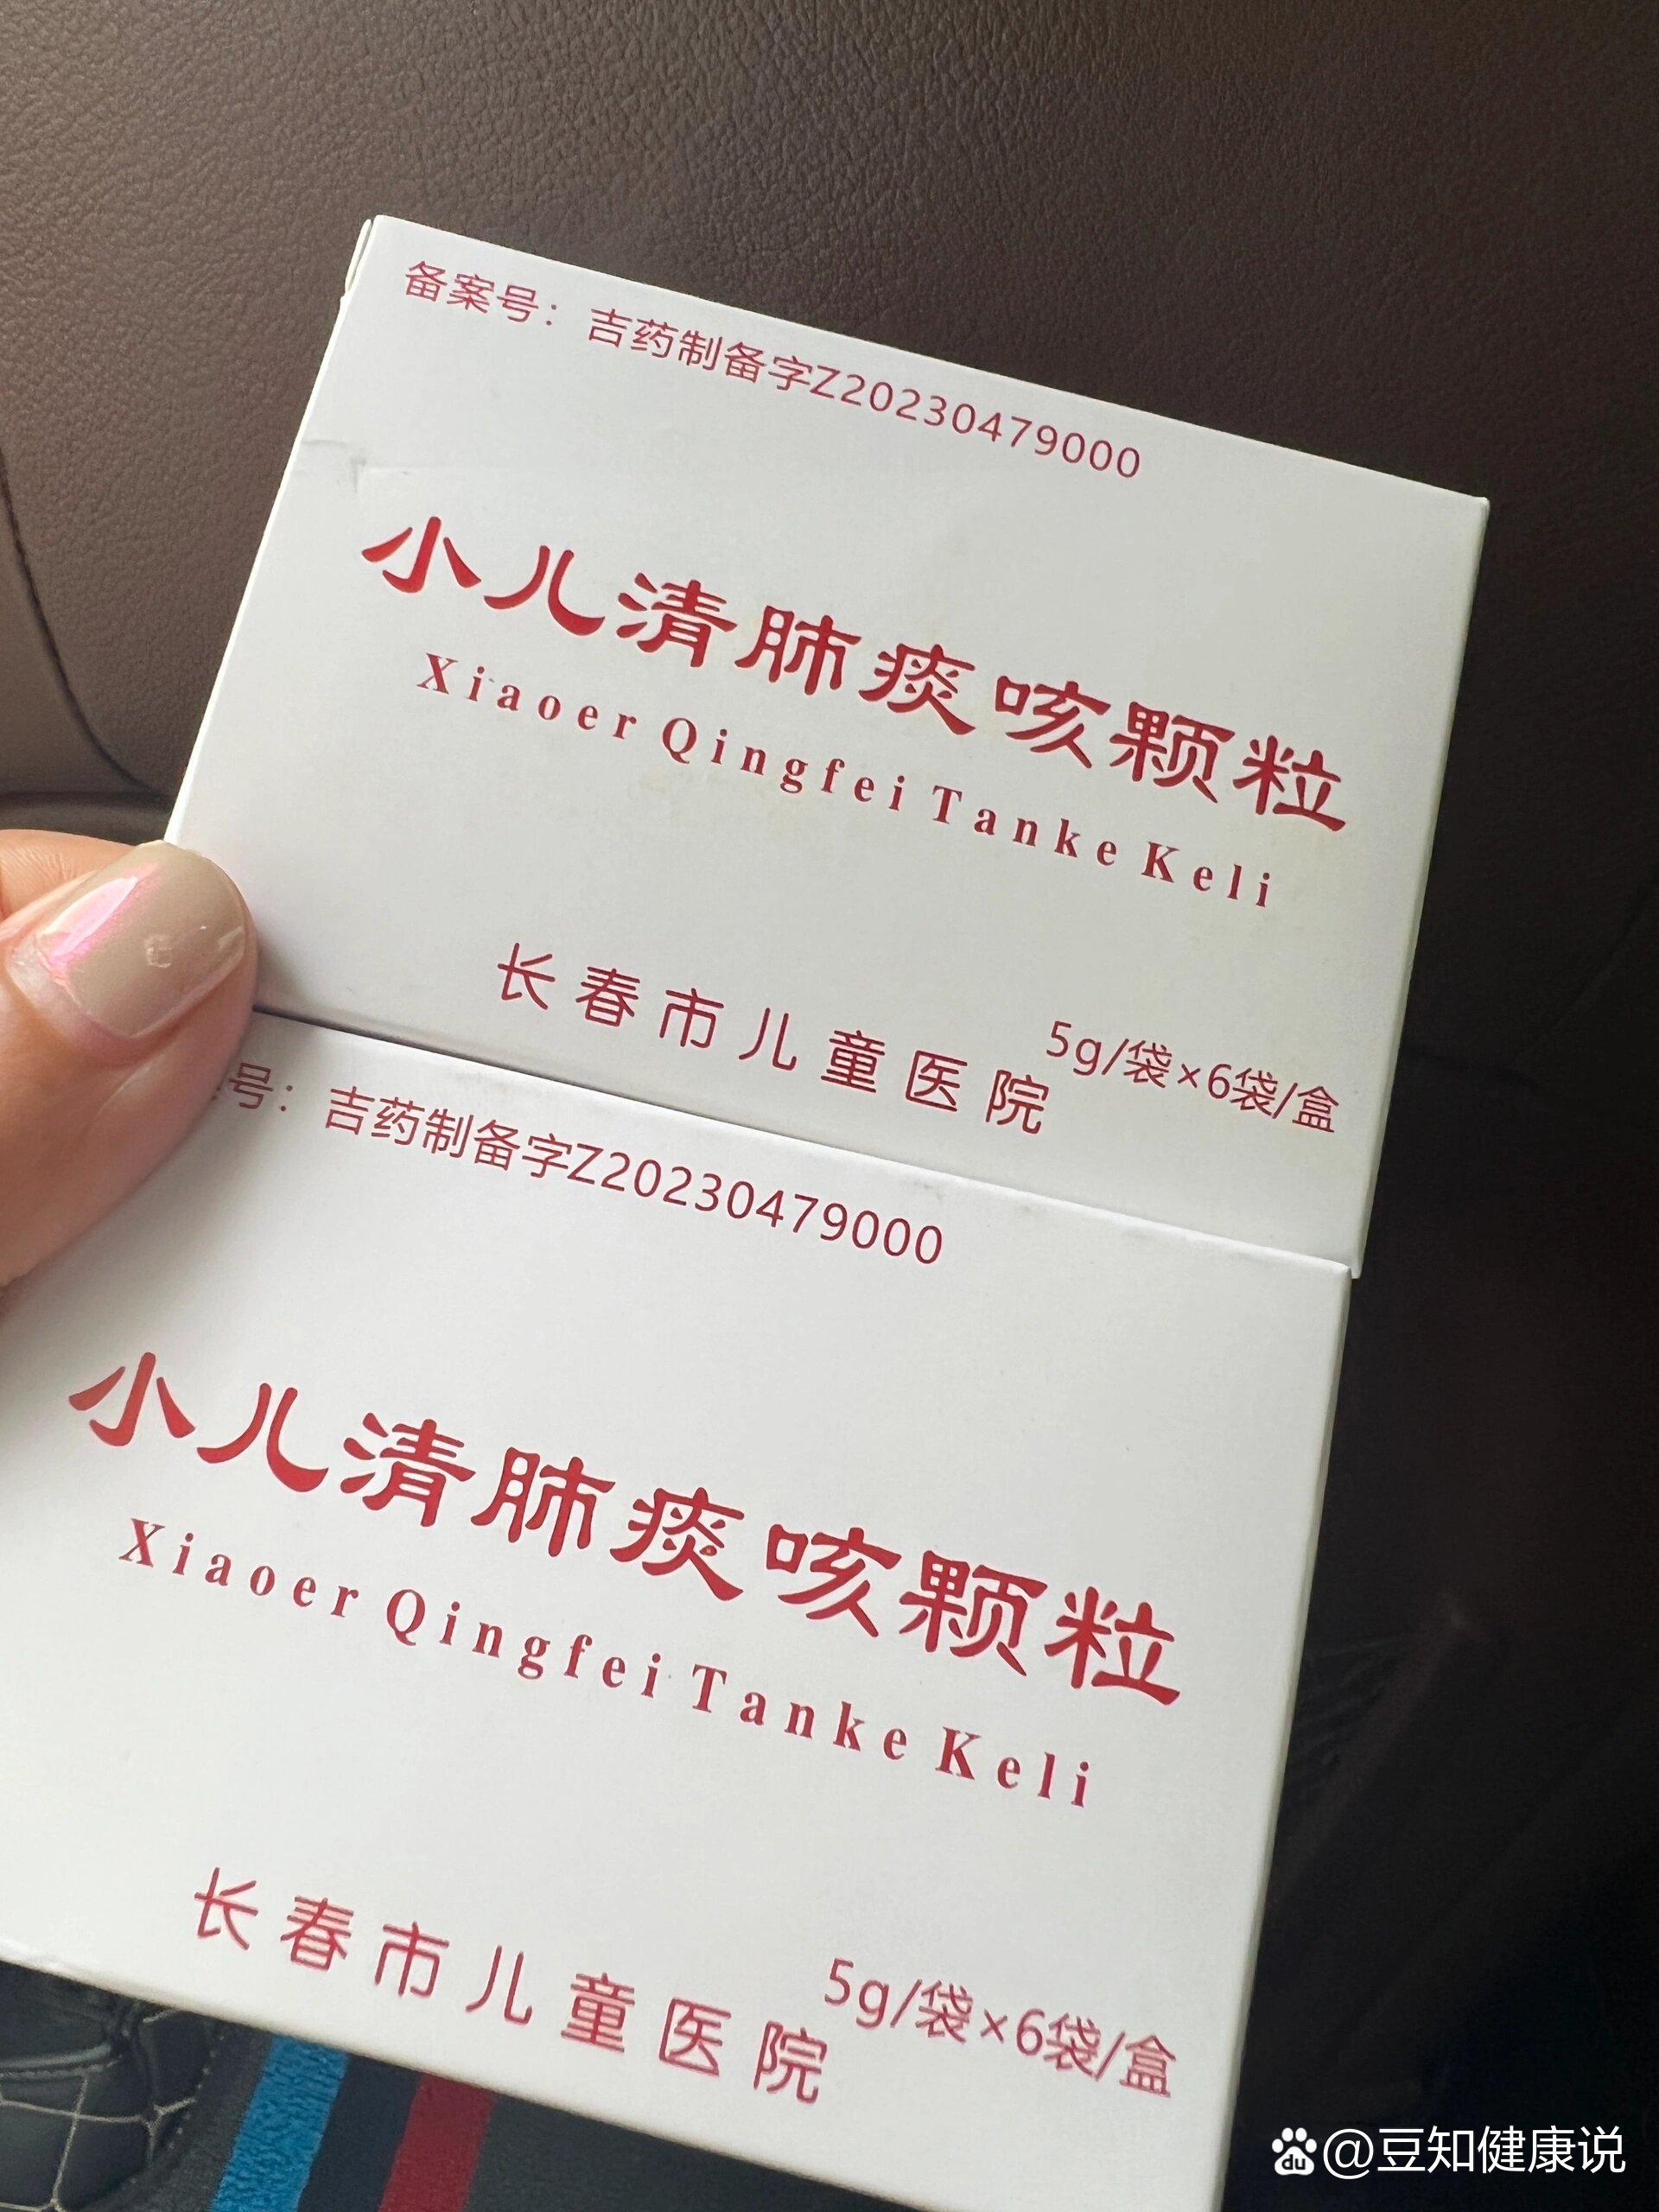 备案号：吉药制备字Z20230479000
小儿清肺痰咳颗粒
Xiaoer Qingfei Tanke Keli
长春市儿童医院
5g/袋×6袋/盒
号：吉药制备字Z20230479000
小儿清肺痰咳颗粒
Xiaoer Qingfei Tanke Keli
长春市儿童医院
5g/袋×6袋/盒
du @豆知健康说